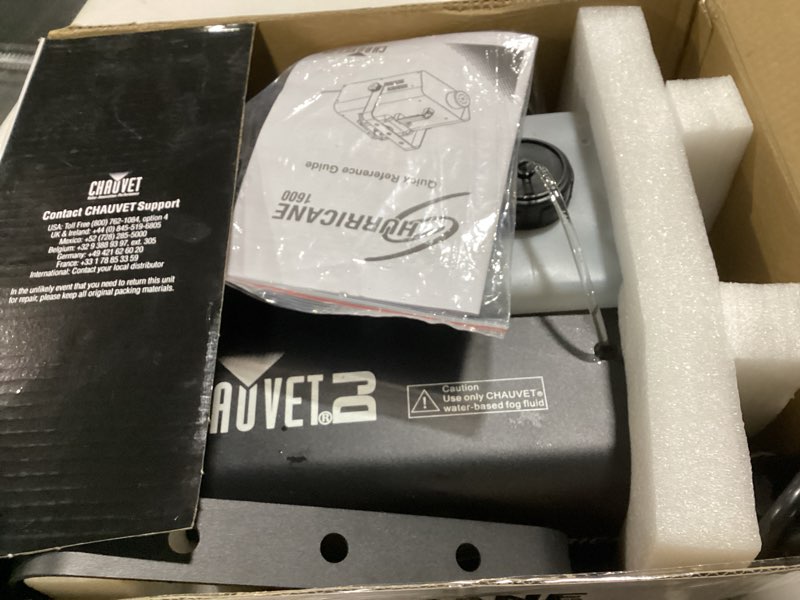 CHAUVET
Contact CHAUVET Support
USA: Toll Free (800) 762-1084, option 4
UK & Ireland: +44 (0) 845-519-6805
Mexico: +52 (728) 285-5000
Belgium: +32 9 388 93 97, ext. 305
Germany: +49 421 62 60 20
France: +33 1 78 85 33 59
International: Contact your local distributor
In the unlikely event that you need to return this unit
for repair, please keep all original packing materials.
HURRICANE
1600
Quick Reference Guide
CHAUVET
HAUVET® DJ
Caution
Use only CHAUVET®
water-based fog fluid
CANE